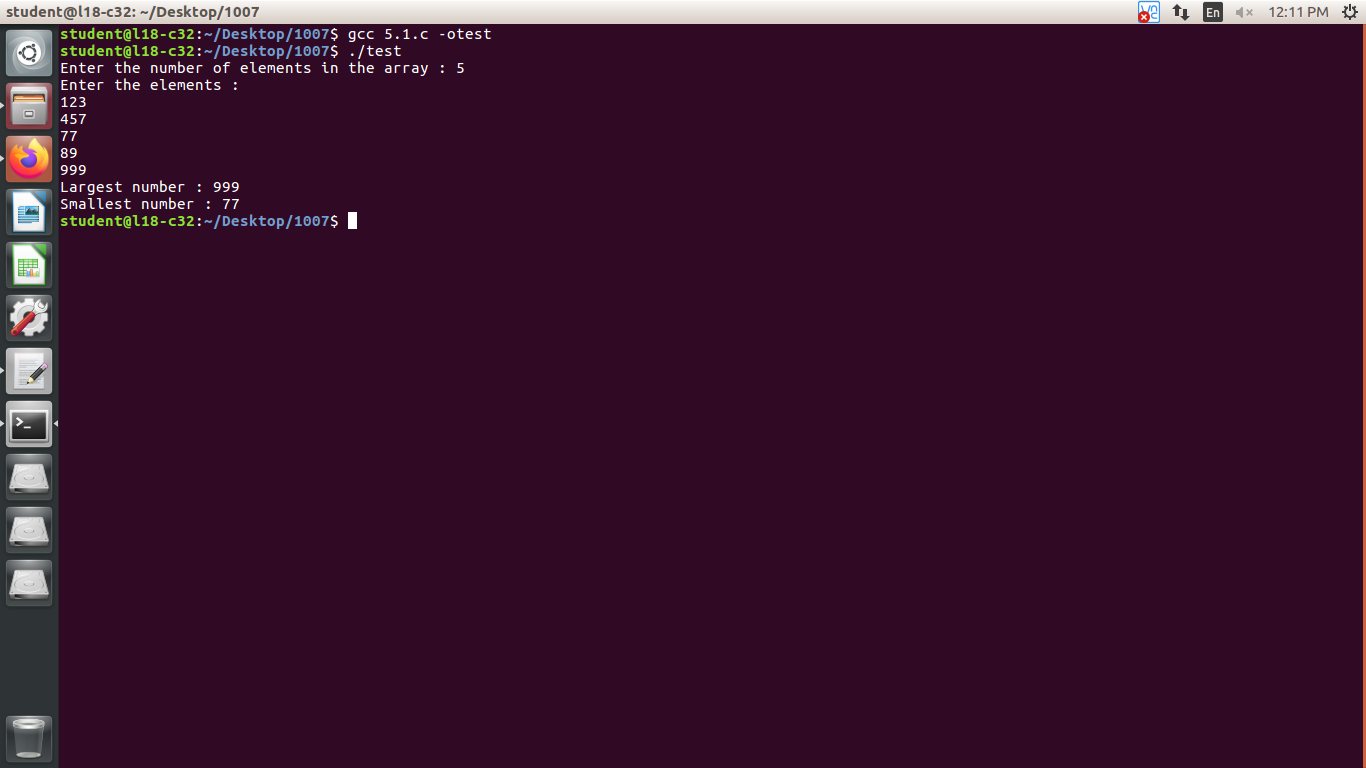 student@l18-c32: ~/Desktop/1007
En
12:11 PM
student@l18-c32:~/Desktop/1007$ gcc 5.1.c -otest
student@l18-c32:~/Desktop/1007$ ./test
Enter the number of elements in the array : 5
Enter the elements :
123
457
77
89
999
Largest number : 999
Smallest number : 77
student@l18-c32:~/Desktop/1007$